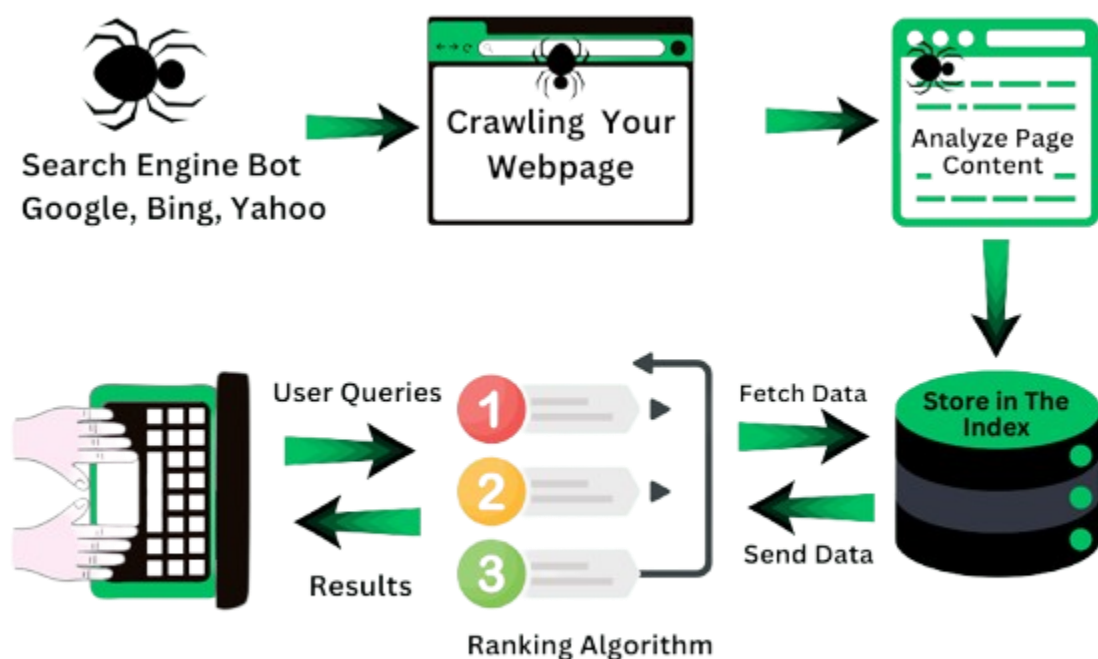 Search Engine Bot
Google, Bing, Yahoo
Crawling Your
Webpage
Analyze Page
Content
User Queries
Results
1
2
3
Ranking Algorithm
Fetch Data
Send Data
Store in The
Index